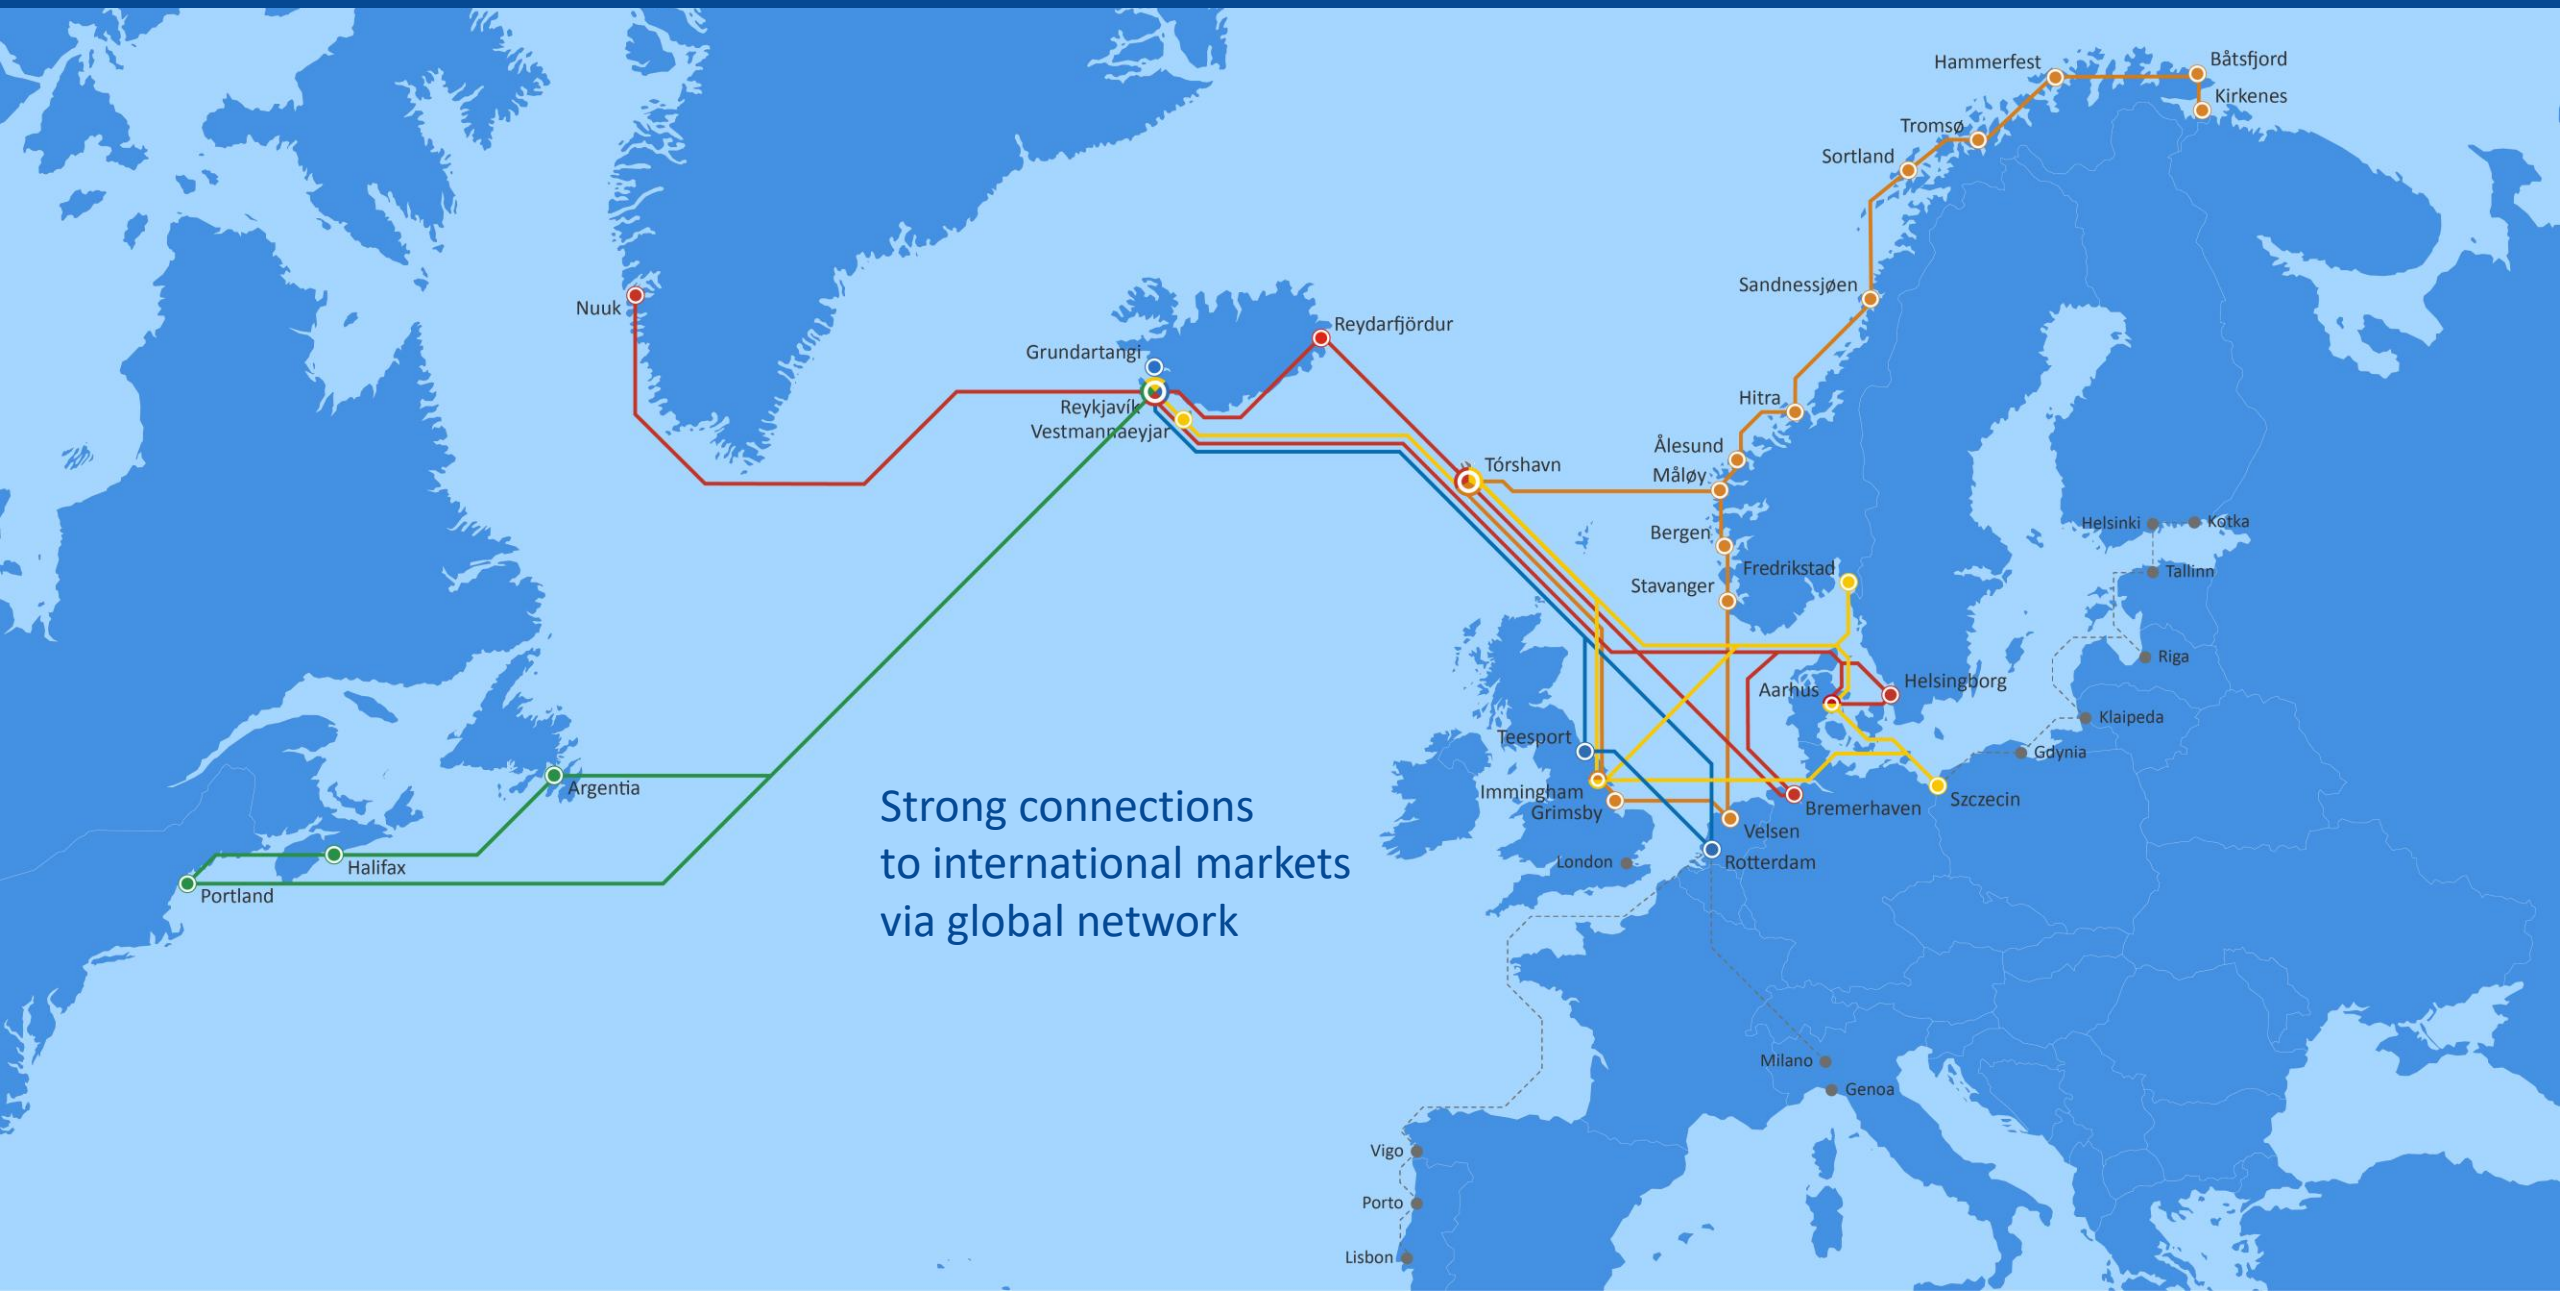 Hammerfest
Båtsfjord
Kirkenes
Tromsø
Sortland
Sandnessjøen
Nuuk
Reydarfjördur
Grundartangi
Reykjavík
Vestmannaeyjar
Hitra
Ålesund
Måløy
Tórshavn
Bergen
Helsinki
Kotka
Fredrikstad
Tallinn
Stavanger
Riga
Aarhus
Helsingborg
Klaipeda
Teesport
Gdynia
Argentia
Immingham
Grimsby
Szczecin
Bremerhaven
Velsen
Strong connections
to international markets
via global network
London
Rotterdam
Halifax
Portland
Milano
Genoa
Vigo
Porto
Lisbon